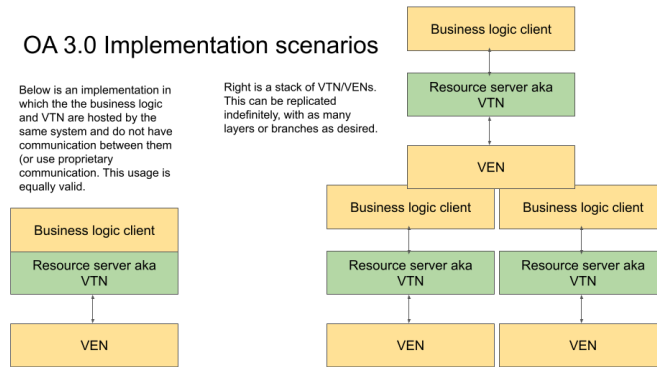 OA 3.0 Implementation scenarios
Below is an implementation in
which the the business logic
and VTN are hosted by the
same system and do not have
communication between them
(or use proprietary
communication. This usage is
equally valid.
Business logic client
Resource server aka
VTN
VEN
Right is a stack of VTN/VENs.
This can be replicated
indefinitely, with as many
layers or branches as desired.
Business logic client
Resource server aka
VTN
VEN
Business logic client
Business logic client
Resource server aka
VTN
Resource server aka
VTN
VEN
VEN